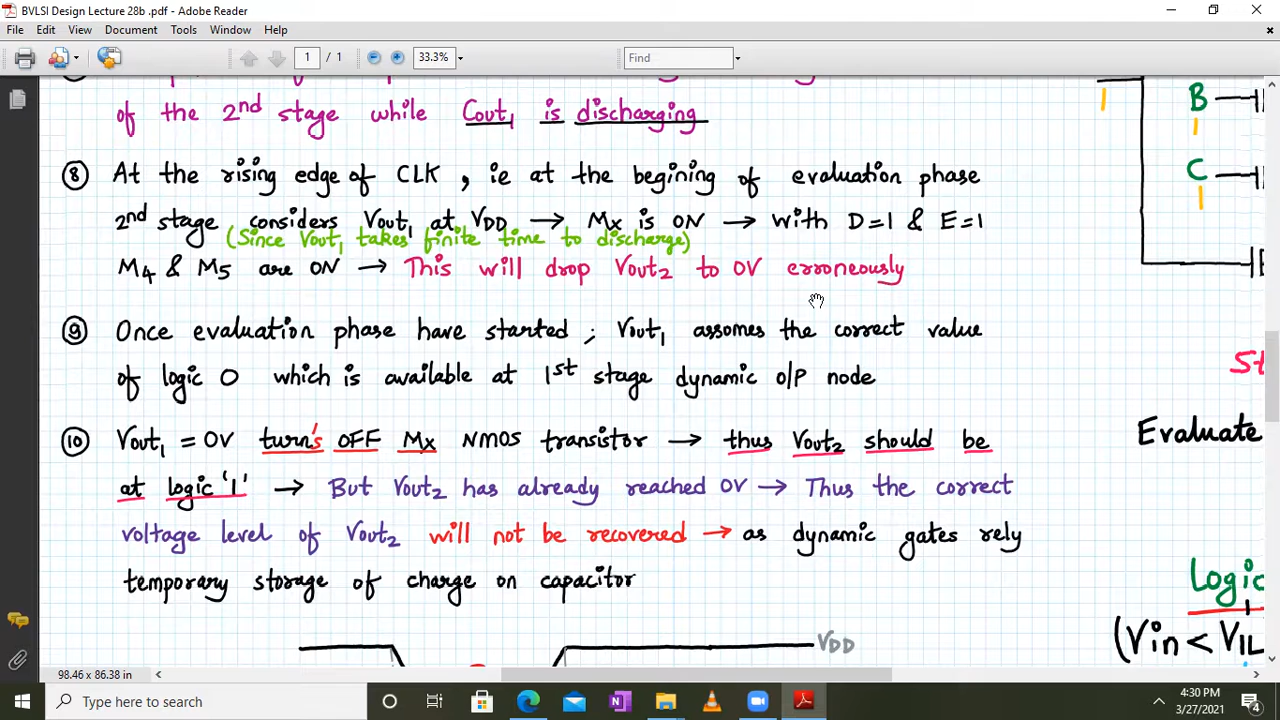 BVLSI Design Lecture 28b .pdf - Adobe Reader
File Edit View Document Tools Window Help
1 / 1 33.3% Find
of the 2nd stage while Cout1 is discharging
⑧ At the rising edge of CLK , ie at the begining of evaluation phase
2nd stage considers Vout1 at VDD → Mx is ON → with D=1 & E=1
(Since Vout1 takes finite time to discharge)
M4 & M5 are ON → This will drop Vout2 to 0V erroneously
⑨ Once evaluation phase have started ; Vout1 assumes the correct value
of logic 0 which is available at 1st stage dynamic o/p node
⑩ Vout1 = 0V turn's OFF Mx NMOS transistor → thus Vout2 should be
at logic '1' → But Vout2 has already reached 0V → Thus the correct
voltage level of Vout2 will not be recovered → as dynamic gates rely
temporary storage of charge on capacitor
VDD
1
B
1
C
1
Evaluate
Logic
(Vin < VIL
98.46 x 86.38 in
Type here to search
4:30 PM
3/27/2021
4